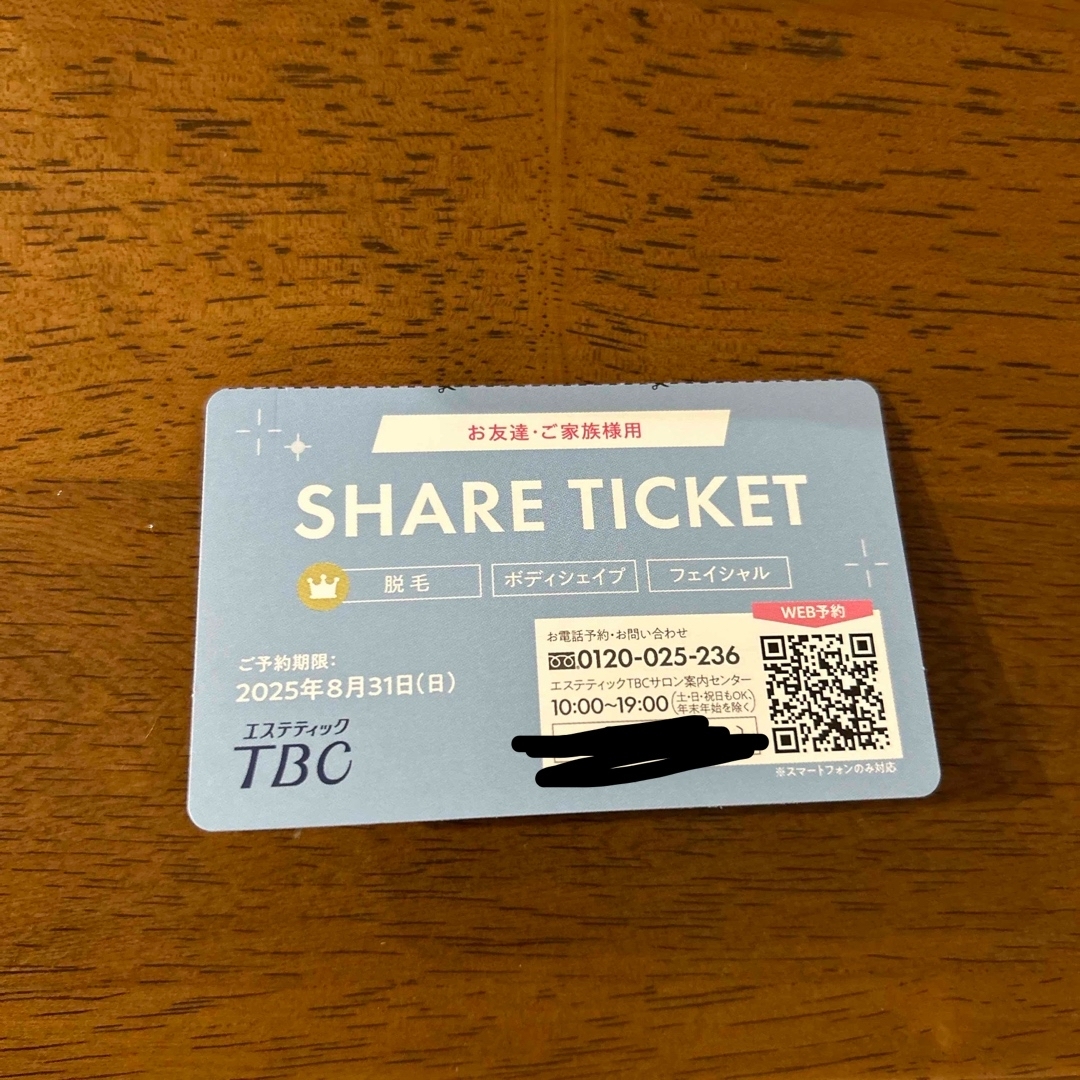 お友達・ご家族様用
SHARE TICKET
脱毛
ボディシェイプ
フェイシャル
ご予約期限:
2025年8月31日(日)
エステティック
TBC
お電話予約・お問い合わせ
0120-025-236
エステティックTBCサロン案内センター
10:00~19:00(土・日・祝日もOK、
年末年始を除く)
WEB予約
※スマートフォンのみ対応